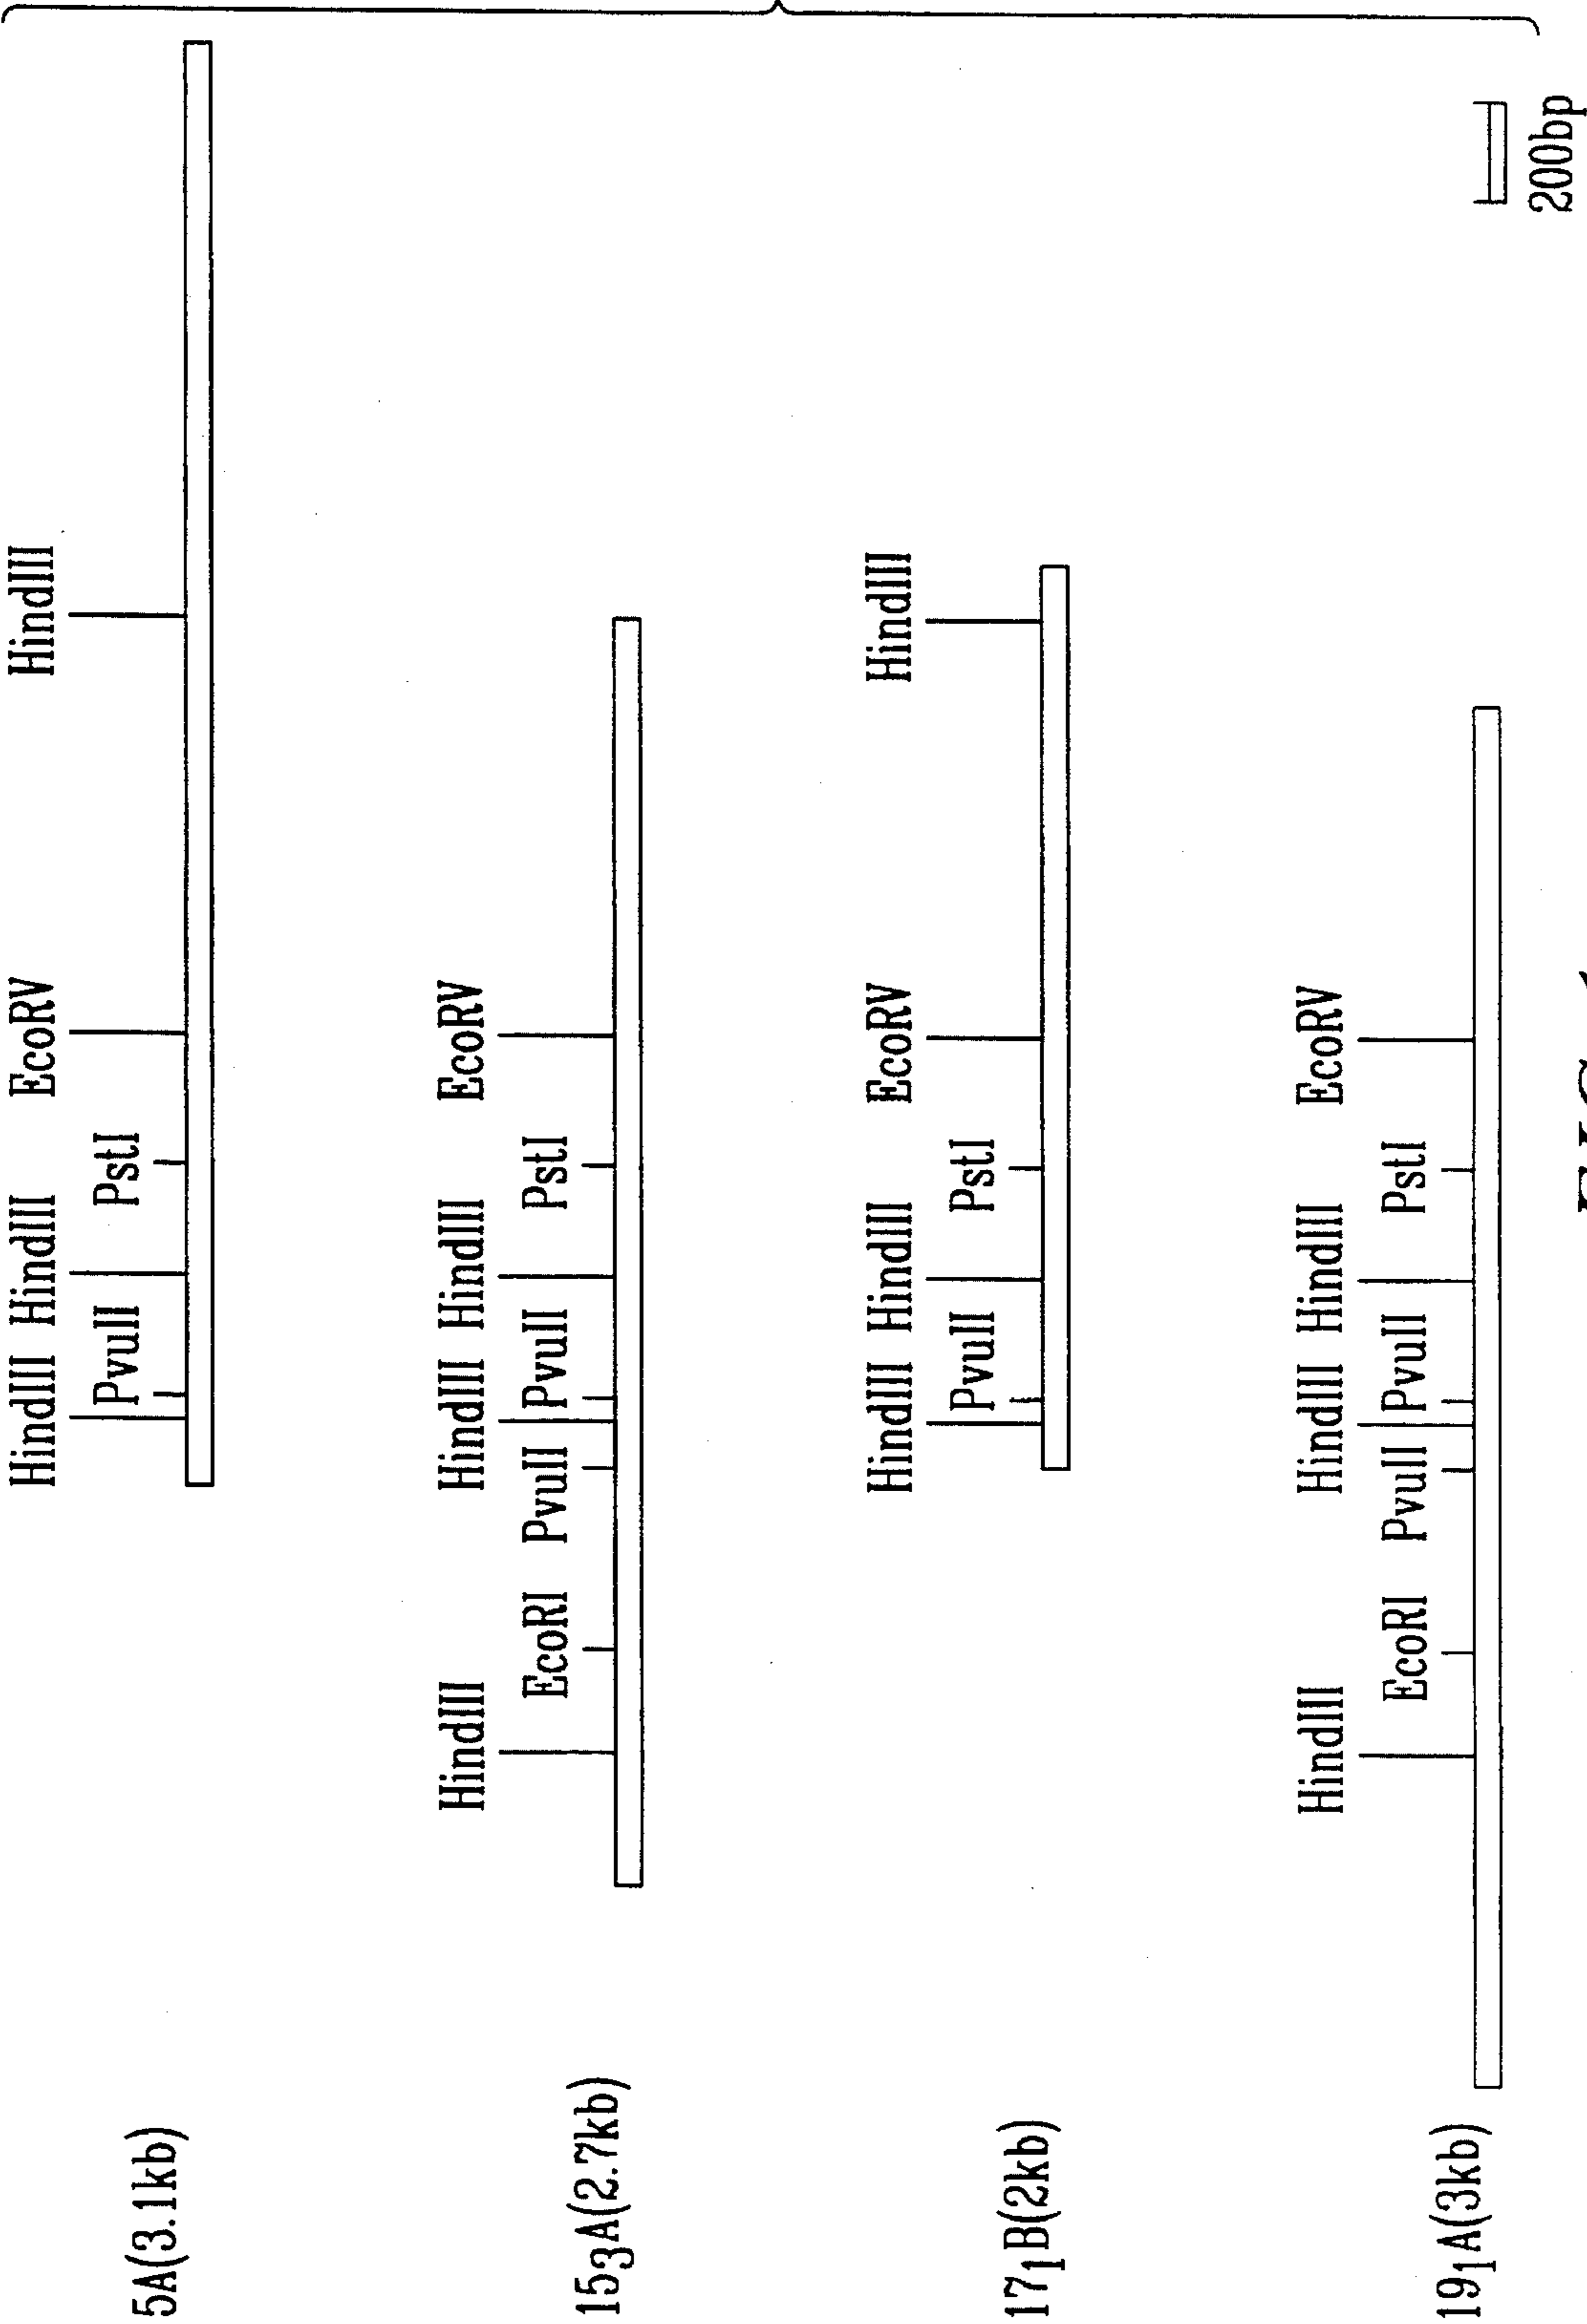 5A(3.1kb)
HindIII HindIII EcoRV HindIII
PvuII PstI
15₃A(2.7kb)
HindIII HindIII HindIII EcoRV
EcoRI PvuII PvuII PstI
17₁B(2kb)
HindIII HindIII EcoRV HindIII
PvuII PstI
19₁A(3kb)
HindIII HindIII HindIII EcoRV
EcoRI PvuII PvuII PstI
200bp